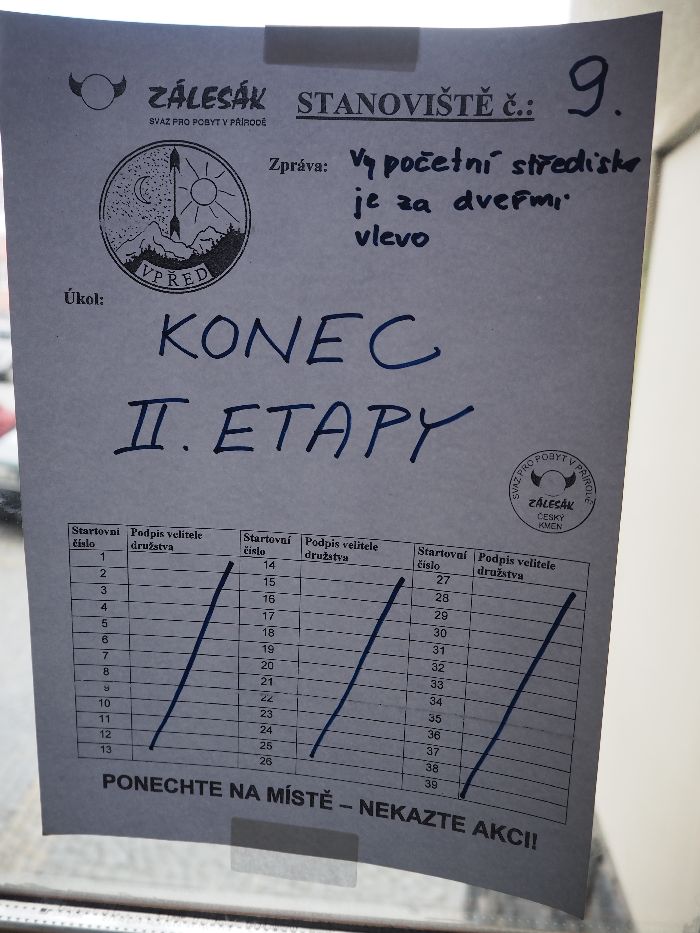 ZÁLESÁK
SVAZ PRO POBYT V PŘÍRODĚ
STANOVIŠTĚ č.: 9.
Zpráva: Výpočetní středisko
je za dveřmi
vlevo
VPŘED
Úkol:
KONEC
II. ETAPY
SVAZ PRO POBYT V PŘÍRODĚ
ZÁLESÁK
ČESKÝ
KMEN
Startovní číslo Podpis velitele družstva Startovní číslo Podpis velitele družstva Startovní číslo Podpis velitele družstva
1 14 27
2 15 28
3 16 29
4 17 30
5 18 31
6 19 32
7 20 33
8 21 34
9 22 35
10 23 36
11 24 37
12 25 38
13 26 39
PONECHTE NA MÍSTĚ – NEKAZTE AKCI!